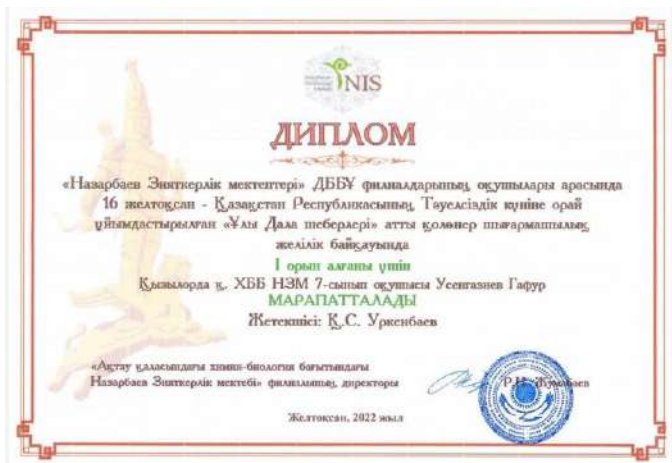 NIS
ДИПЛОМ
«Назарбаев Зияткерлік мектептері» ДББҰ филиалдарының оқушылары арасында
16 желтоқсан - Қазақстан Республикасының Тәуелсіздік күніне орай
ұйымдастырылған «Ұлы Дала шеберлері» атты қолөнер шығармашылық
желілік байқауында
I орын алғаны үшін
Қызылорда қ. ХББ НЗМ 7-сынып оқушысы Усенгазиев Гафур
МАРАПАТТАЛАДЫ
Жетекшісі: Қ.С. Уркенбаев
«Ақтау қаласындағы химия-биология бағытындағы
Назарбаев Зияткерлік мектебі» филиалының директоры
Желтоқсан, 2022 жыл